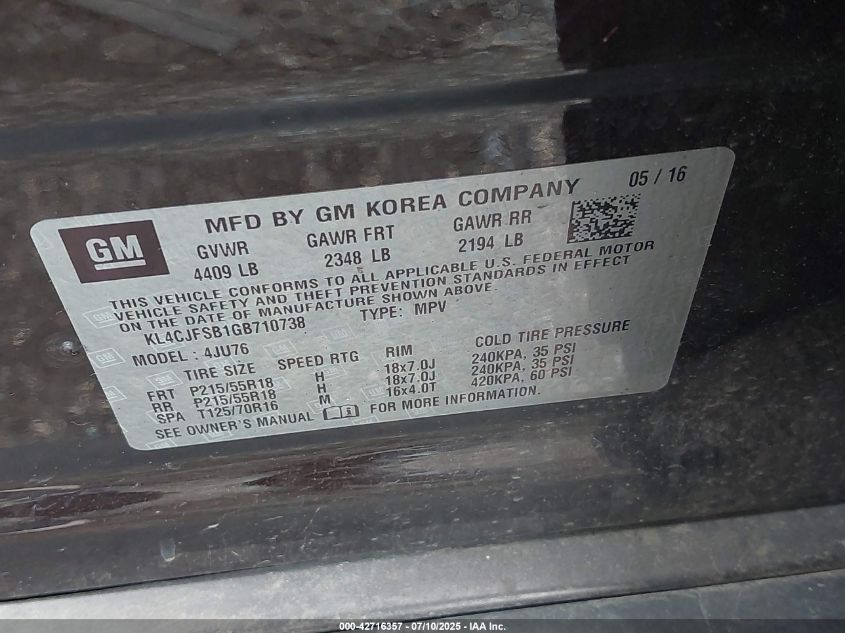 GM
MFD BY GM KOREA COMPANY 05 / 16
GVWR GAWR FRT GAWR RR
4409 LB 2348 LB 2194 LB
THIS VEHICLE CONFORMS TO ALL APPLICABLE U.S. FEDERAL MOTOR
VEHICLE SAFETY AND THEFT PREVENTION STANDARDS IN EFFECT
ON THE DATE OF MANUFACTURE SHOWN ABOVE.
KL4CJFSB1GB710738 TYPE: MPV
MODEL : 4JU76
TIRE SIZE SPEED RTG RIM COLD TIRE PRESSURE
FRT P215/55R18 H 18x7.0J 240KPA, 35 PSI
RR P215/55R18 H 18x7.0J 240KPA, 35 PSI
SPA T125/70R16 M 16x4.0T 420KPA, 60 PSI
SEE OWNER'S MANUAL FOR MORE INFORMATION.
000-42716357 - 07/10/2025 - IAA Inc.